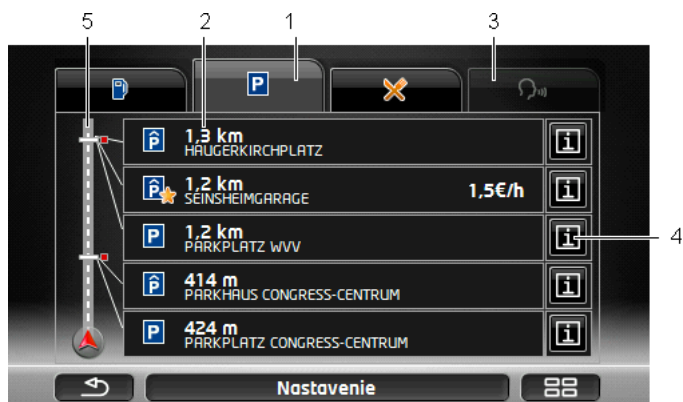 5
2
1
3
P
P
1,3 km
HAUGERKIRCHPLATZ
i
P
1,2 km
SEINSHEIMGARAGE
1,5€/h
i
P
1,2 km
PARKPLATZ WVV
i
4
P
414 m
PARKHAUS CONGRESS-CENTRUM
i
P
424 m
PARKPLATZ CONGRESS-CENTRUM
i
Nastavenie